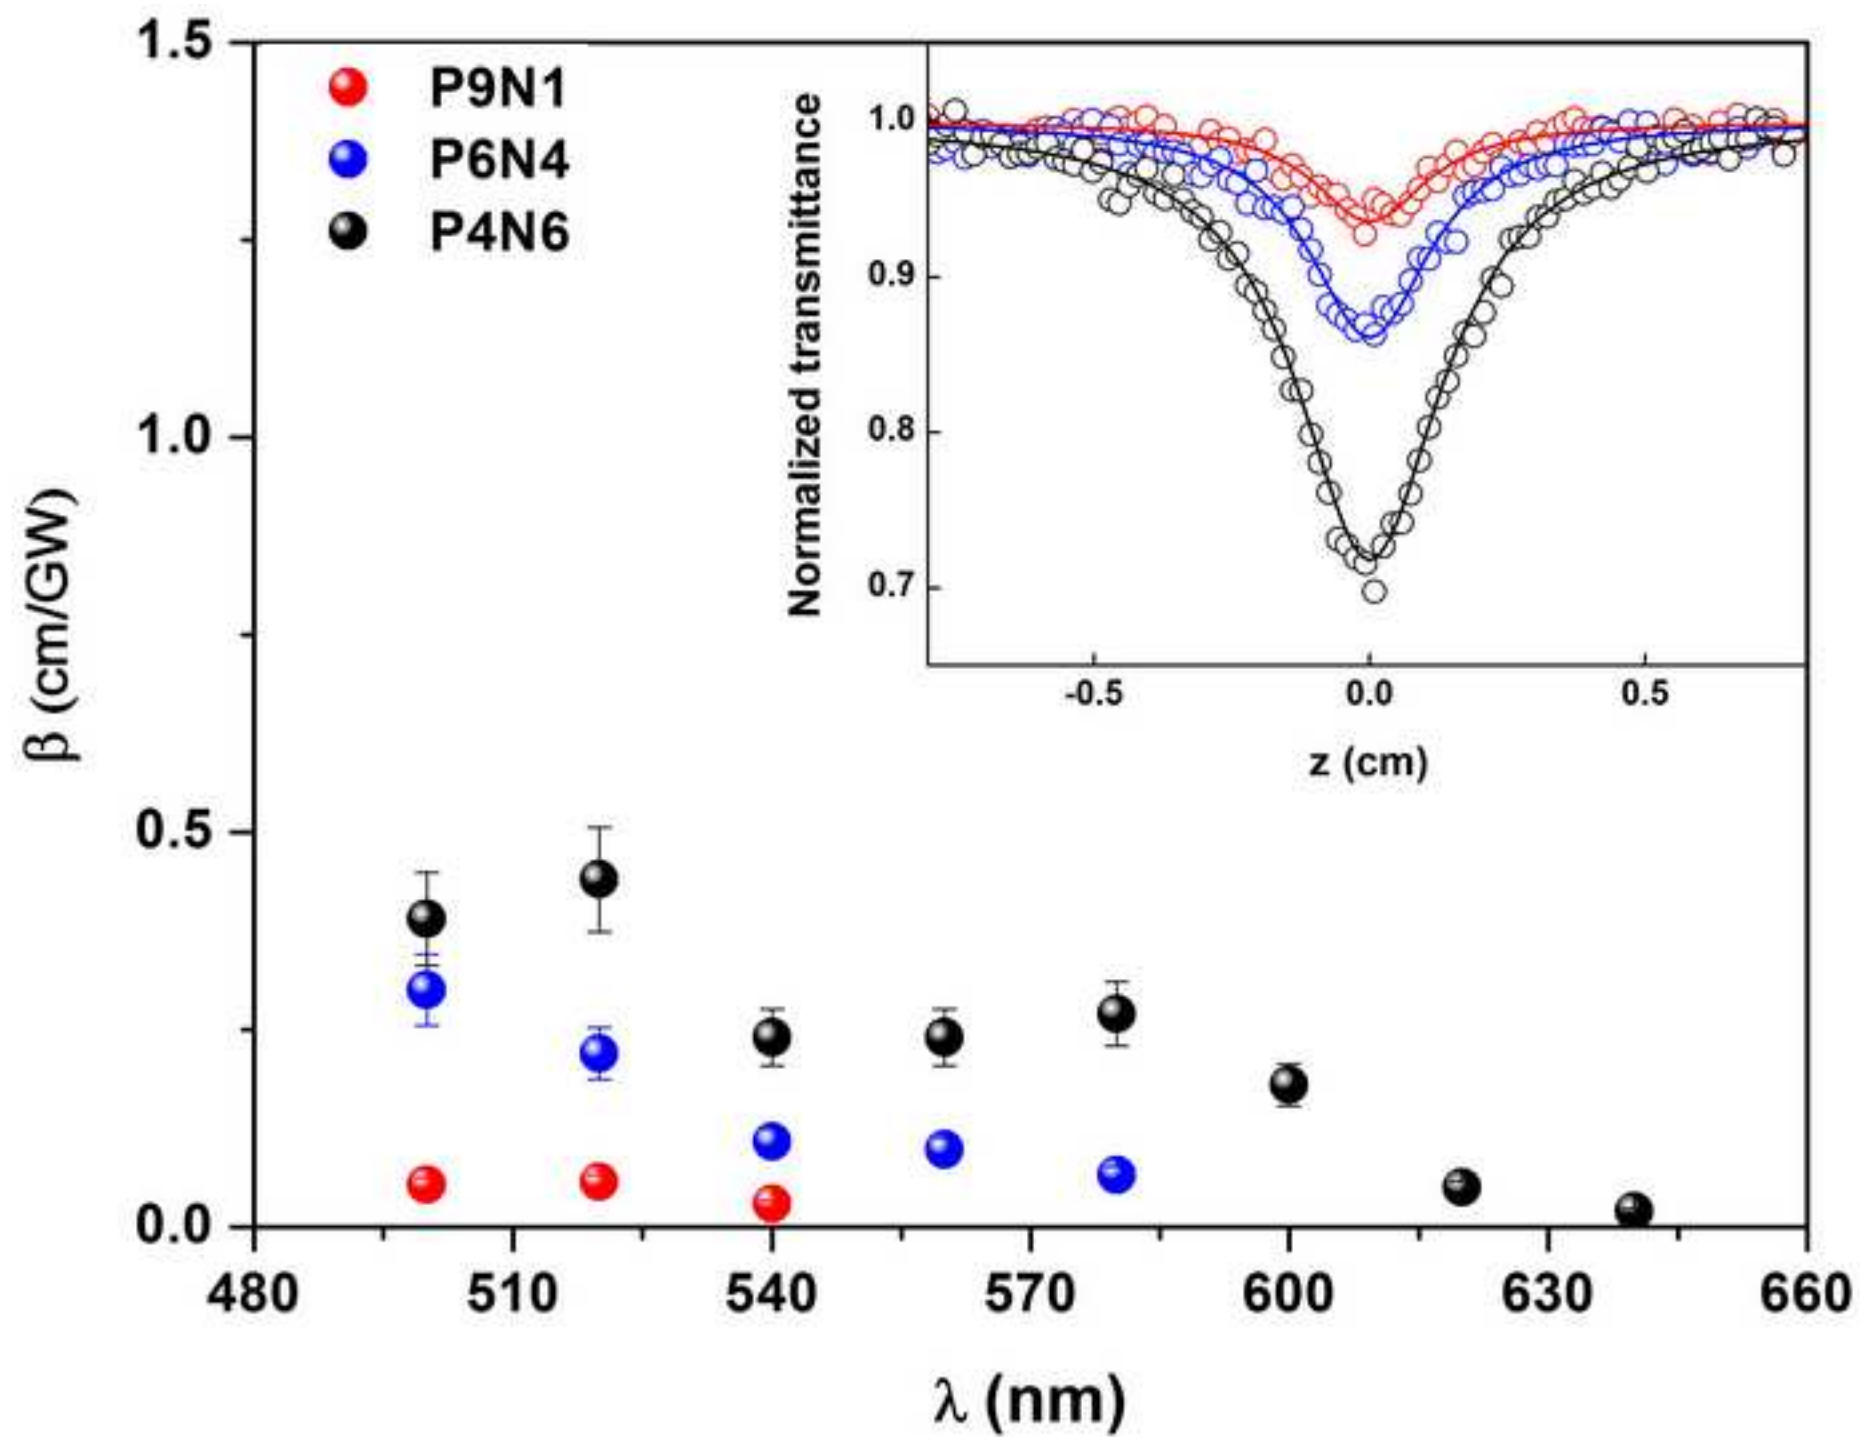 1.5
1.0
0.5
0.0
β (cm/GW)
P9N1
P6N4
P4N6
Normalized transmittance
1.0
0.9
0.8
0.7
-0.5 0.0 0.5
z (cm)
480 510 540 570 600 630 660
λ (nm)